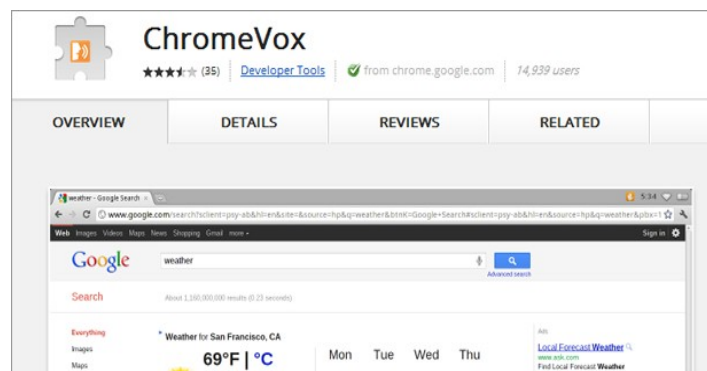 ChromeVox
(35) Developer Tools from chrome.google.com 14,939 users
OVERVIEW DETAILS REVIEWS RELATED
weather - Google Search 5:34
www.google.com/search?sclient=psy-ab&hl=en&site=&source=hp&q=weather&btnK=Google+Search#sclient=psy-ab&hl=en&source=hp&q=weather&pbx=1
Web Images Videos Maps News Shopping Gmail more Sign in
Google weather
Advanced search
Search About 1,160,000,000 results (0.23 seconds)
Everything Weather for San Francisco, CA Ads
Images 69°F | °C Mon Tue Wed Thu Local Forecast Weather
www.ask.com
Maps Find Local Forecast Weather